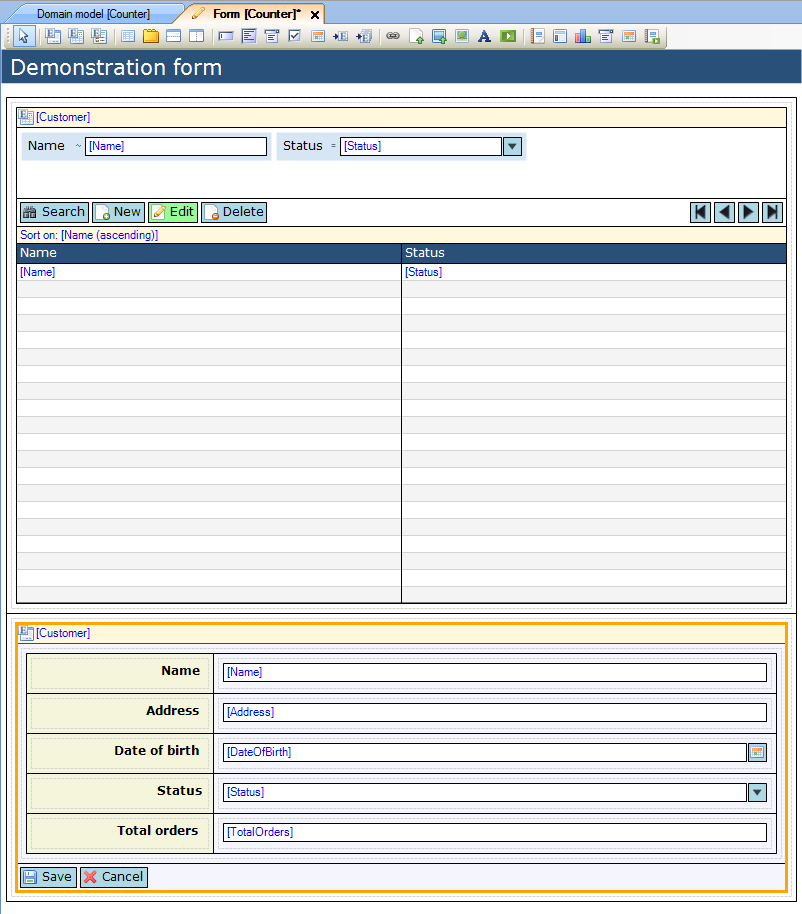 Domain model [Counter] Form [Counter]*
Demonstration form
[Customer]
Name ~ [Name] Status = [Status]
Search New Edit Delete
Sort on: [Name (ascending)]
Name Status
[Name] [Status]
[Customer]
Name [Name]
Address [Address]
Date of birth [DateOfBirth]
Status [Status]
Total orders [TotalOrders]
Save Cancel